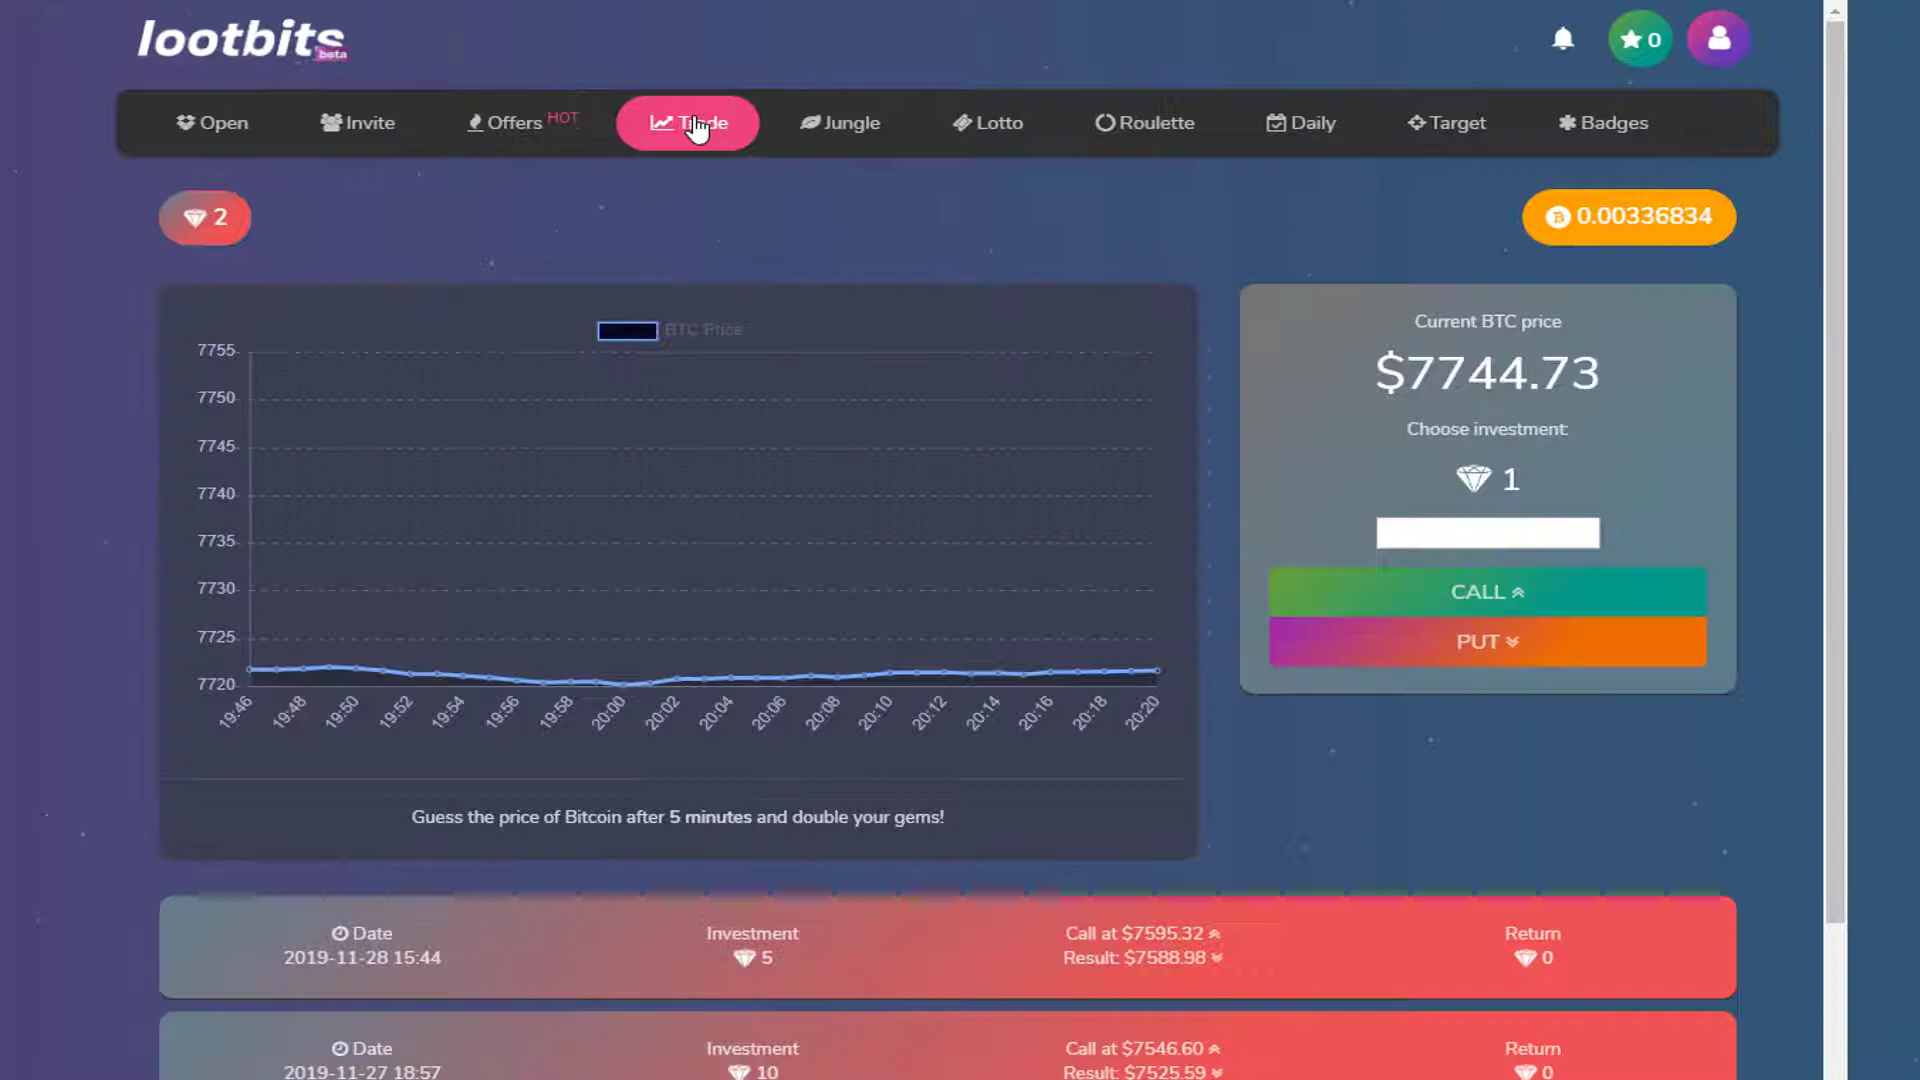 lootbits
beta
0
Open
Invite
Offers HOT
Trade
Jungle
Lotto
Roulette
Daily
Target
Badges
2
0.00336834
BTC Price
7755
7750
7745
7740
7735
7730
7725
7720
19:46
19:48
19:50
19:52
19:54
19:56
19:58
20:00
20:02
20:04
20:06
20:08
20:10
20:12
20:14
20:16
20:18
20:20
Guess the price of Bitcoin after 5 minutes and double your gems!
Current BTC price
$7744.73
Choose investment:
1
CALL
PUT
Date
2019-11-28 15:44
Investment
5
Call at $7595.32
Result: $7588.98
Return
0
Date
2019-11-27 18:57
Investment
10
Call at $7546.60
Result: $7525.59
Return
0